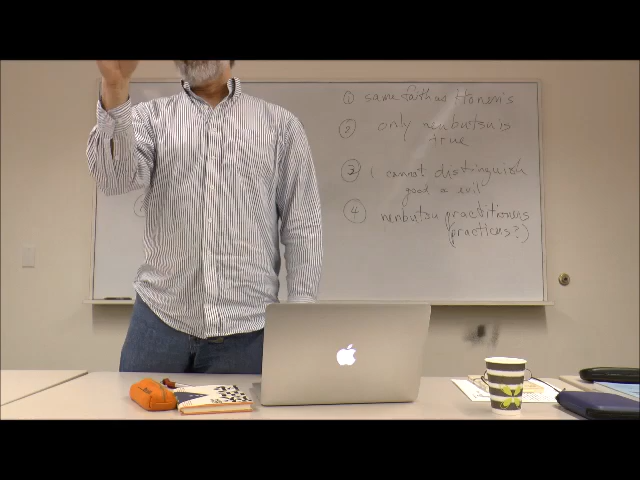 ① same faith as Honen's
② only nenbutsu is
true
③ I cannot distinguish
good & evil
④ nenbutsu practitioners
(practices?)